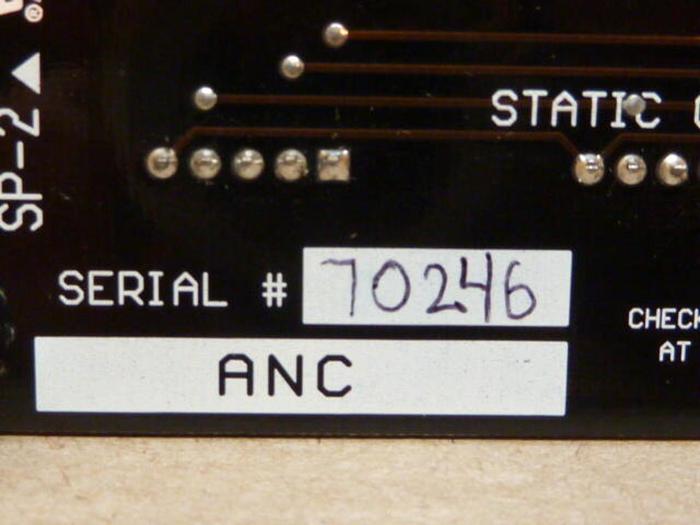 SP-2
STATIC
SERIAL # 70246
CHECK
AT
ANC